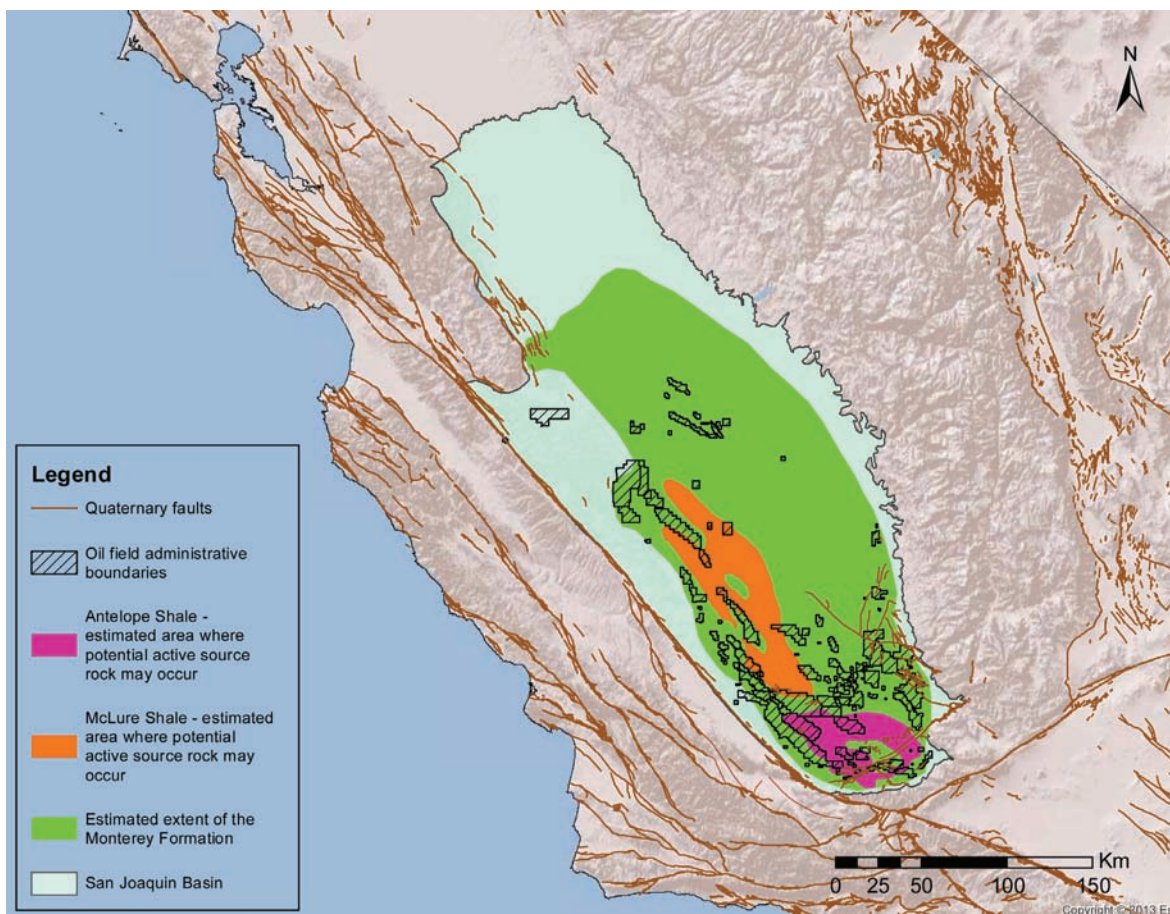 N
Legend
Quaternary faults
Oil field administrative
boundaries
Antelope Shale -
estimated area where
potential active source
rock may occur
McLure Shale - estimated
area where potential
active source rock may
occur
Estimated extent of the
Monterey Formation
San Joaquin Basin
Km
0 25 50 100 150
Copyright © 2013 Es